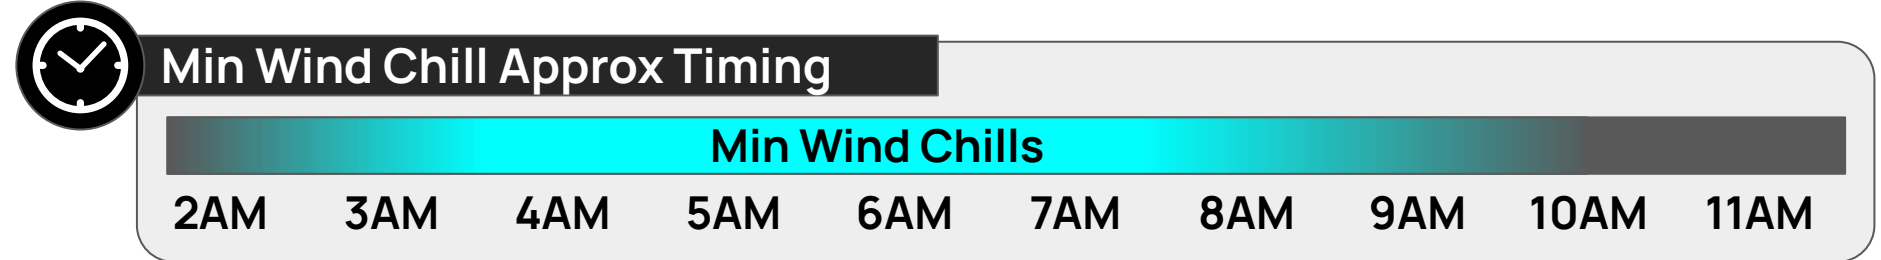 Min Wind Chill Approx Timing
Min Wind Chills
2AM 3AM 4AM 5AM 6AM 7AM 8AM 9AM 10AM 11AM